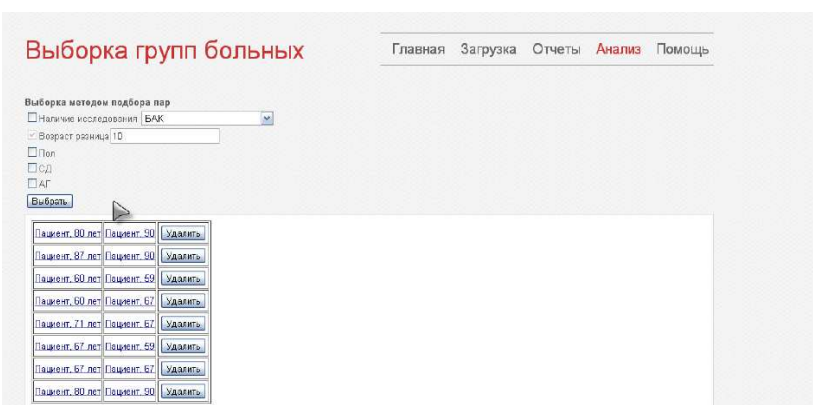 Выборка групп больных
Главная Загрузка Отчеты Анализ Помощь
Выборка методом подбора пар
Наличие исследования БАК
Возраст разница 10
Пол
СД
АГ
Выбрать
Пациент, 80 лет Пациент, 90 Удалить
Пациент, 87 лет Пациент, 90 Удалить
Пациент, 60 лет Пациент, 59 Удалить
Пациент, 60 лет Пациент, 67 Удалить
Пациент, 71 лет Пациент, 67 Удалить
Пациент, 67 лет Пациент, 59 Удалить
Пациент, 67 лет Пациент, 67 Удалить
Пациент, 80 лет Пациент, 90 Удалить